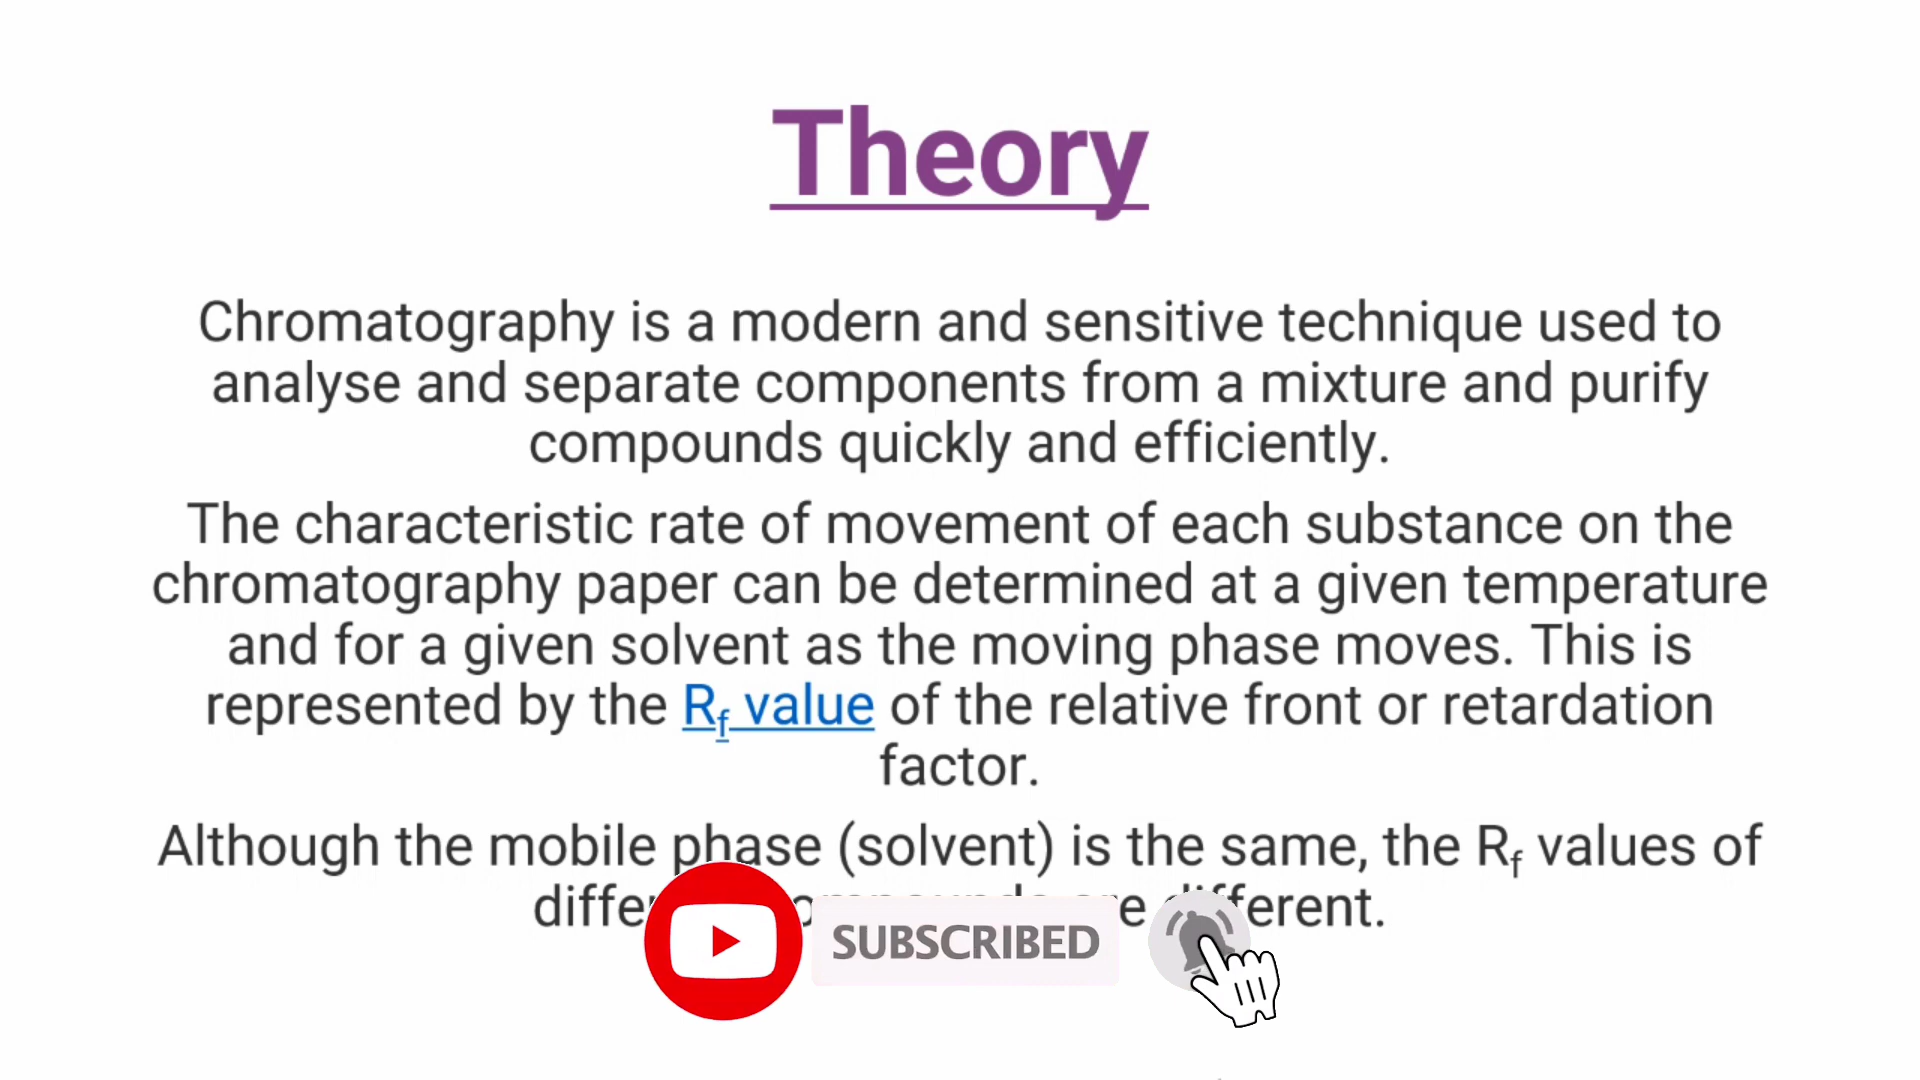 Theory
Chromatography is a modern and sensitive technique used to
analyse and separate components from a mixture and purify
compounds quickly and efficiently.
The characteristic rate of movement of each substance on the
chromatography paper can be determined at a given temperature
and for a given solvent as the moving phase moves. This is
represented by the Rf value of the relative front or retardation
factor.
Although the mobile phase (solvent) is the same, the Rf values of
compounds are different.
SUBSCRIBED